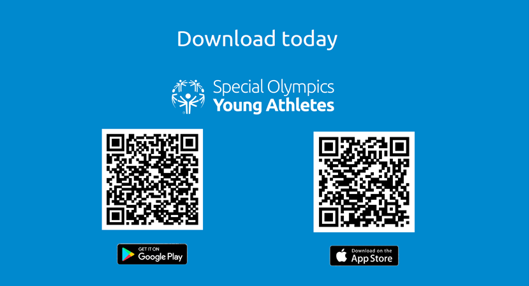 Download today
Special Olympics
Young Athletes
GET IT ON
Google Play
Download on the
App Store